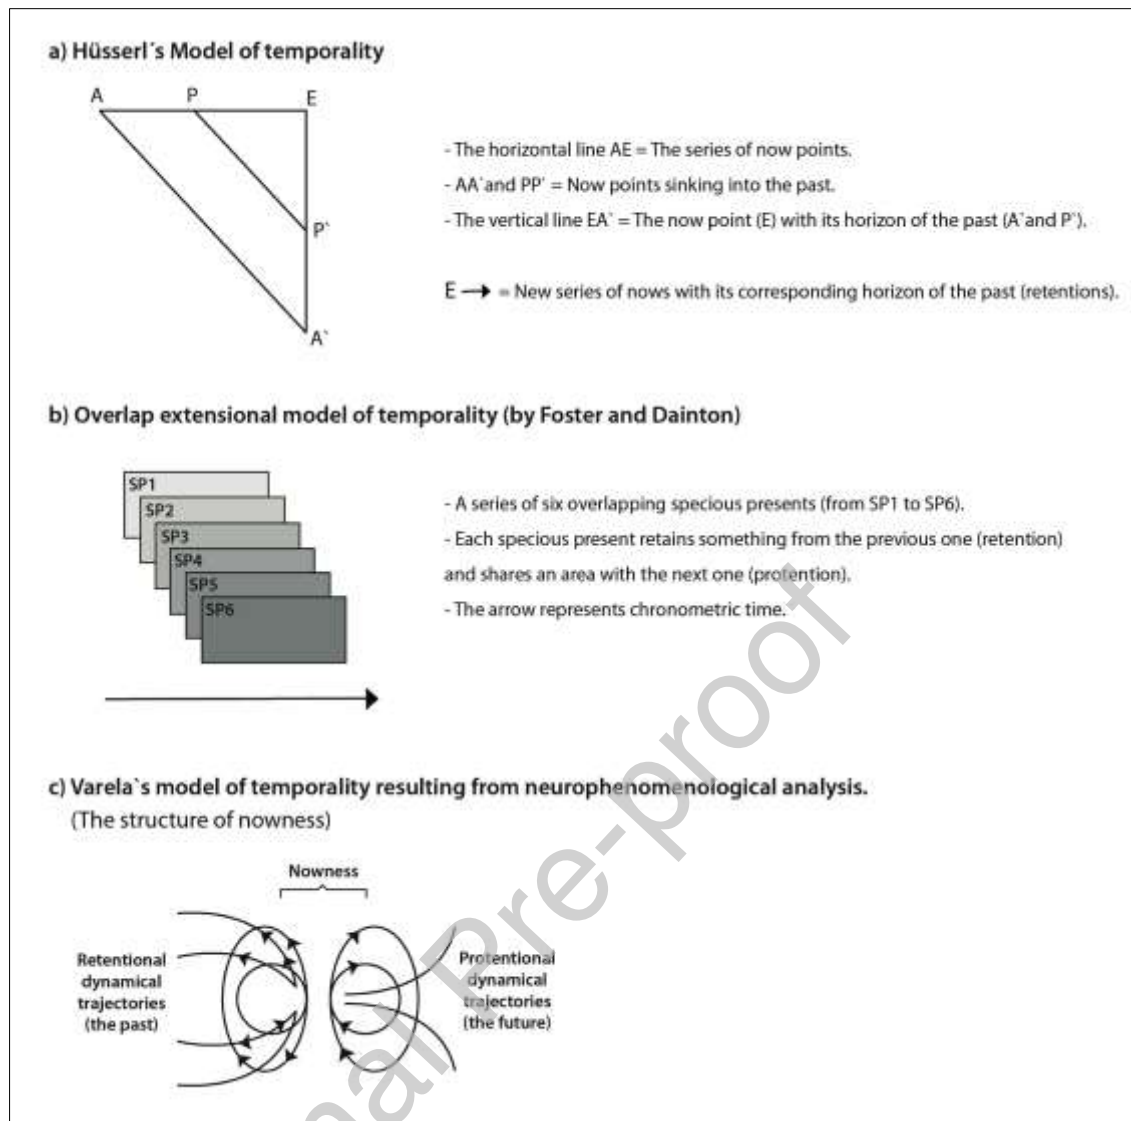 a) Hüsserl´s Model of temporality
A P E
P`
A`
- The horizontal line AE = The series of now points.
- AA`and PP' = Now points sinking into the past.
- The vertical line EA` = The now point (E) with its horizon of the past (A`and P`).
E → = New series of nows with its corresponding horizon of the past (retentions).
b) Overlap extensional model of temporality (by Foster and Dainton)
SP1
SP2
SP3
SP4
SP5
SP6
- A series of six overlapping specious presents (from SP1 to SP6).
- Each specious present retains something from the previous one (retention)
and shares an area with the next one (protention).
- The arrow represents chronometric time.
c) Varela`s model of temporality resulting from neurophenomenological analysis.
(The structure of nowness)
Nowness
Retentional
dynamical
trajectories
(the past)
Protentional
dynamical
trajectories
(the future)
nal Pre-proof